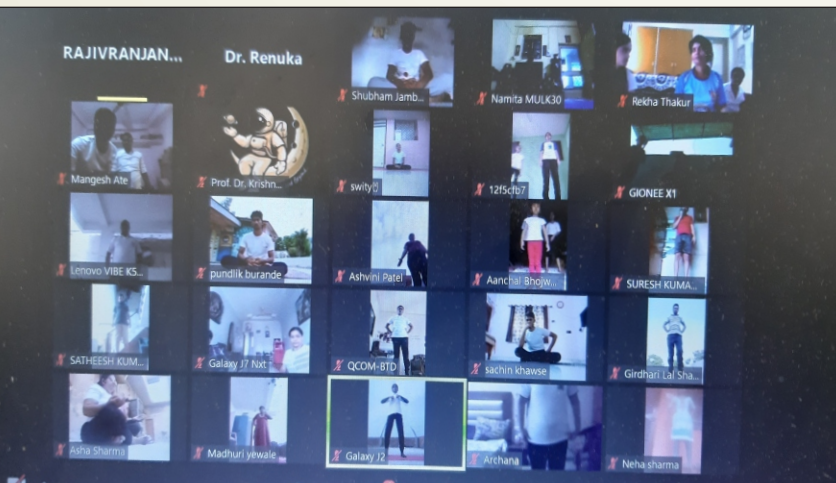 RAJIVRANJAN...
Dr. Renuka
Shubham Jamb...
Namita MULK30
Rekha Thakur
Mangesh Ate
Prof. Dr. Krishn...
swity
12f5cfb7
GIONEE X1
Lenovo VIBE K5...
pundlik burande
Ashvini Patel
Aanchal Bhojw...
SURESH KUMA...
SATHEESH KUM...
Galaxy J7 Nxt
QCOM-BTD
sachin khawse
Girdhari Lal Sha...
Asha Sharma
Madhuri yewale
Galaxy J2
Archana
Neha sharma